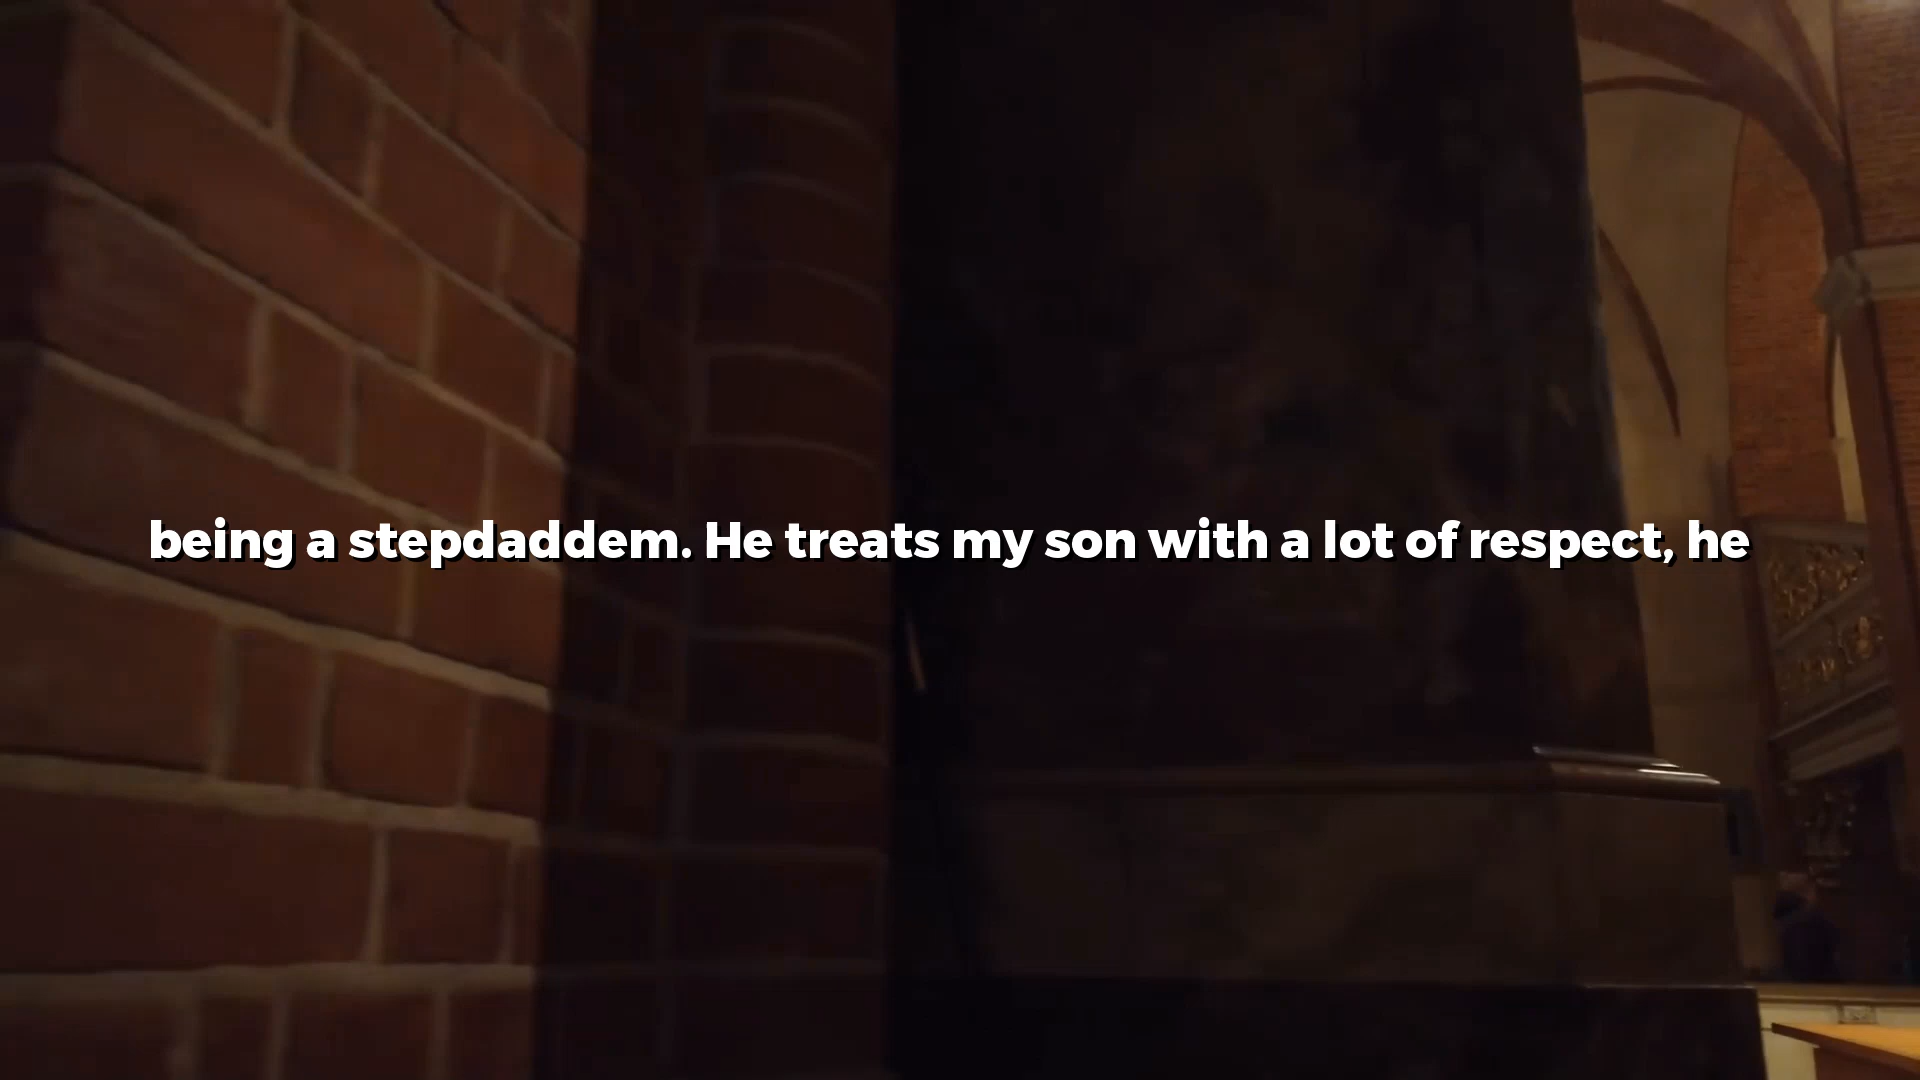 being a stepdaddem. He treats my son with a lot of respect, he